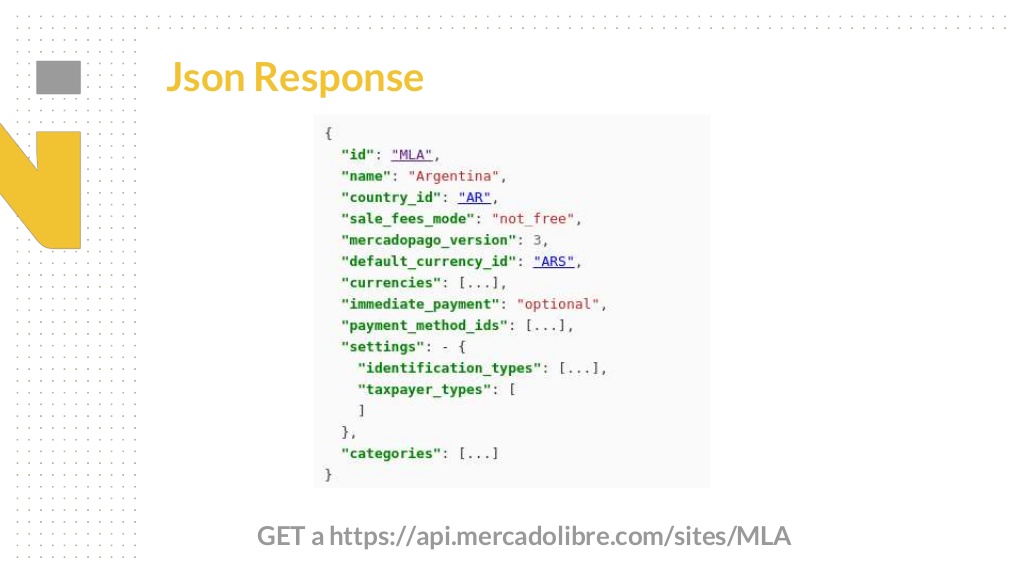 Json Response
{
"id": "MLA",
"name": "Argentina",
"country_id": "AR",
"sale_fees_mode": "not_free",
"mercadopago_version": 3,
"default_currency_id": "ARS",
"currencies": [...],
"immediate_payment": "optional",
"payment_method_ids": [...],
"settings": - {
"identification_types": [...],
"taxpayer_types": [
]
},
"categories": [...]
}
GET a https://api.mercadolibre.com/sites/MLA